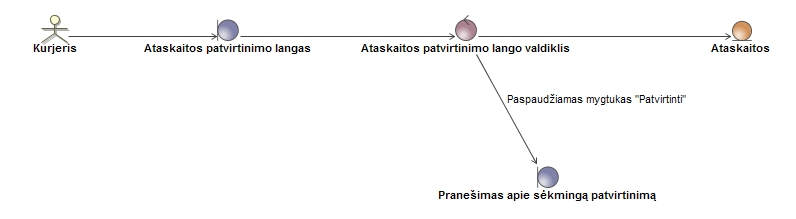 Kurjeris
Ataskaitos patvirtinimo langas
Ataskaitos patvirtinimo lango valdiklis
Ataskaitos
Paspaudžiamas mygtukas "Patvirtinti"
Pranešimas apie sėkmingą patvirtinimą